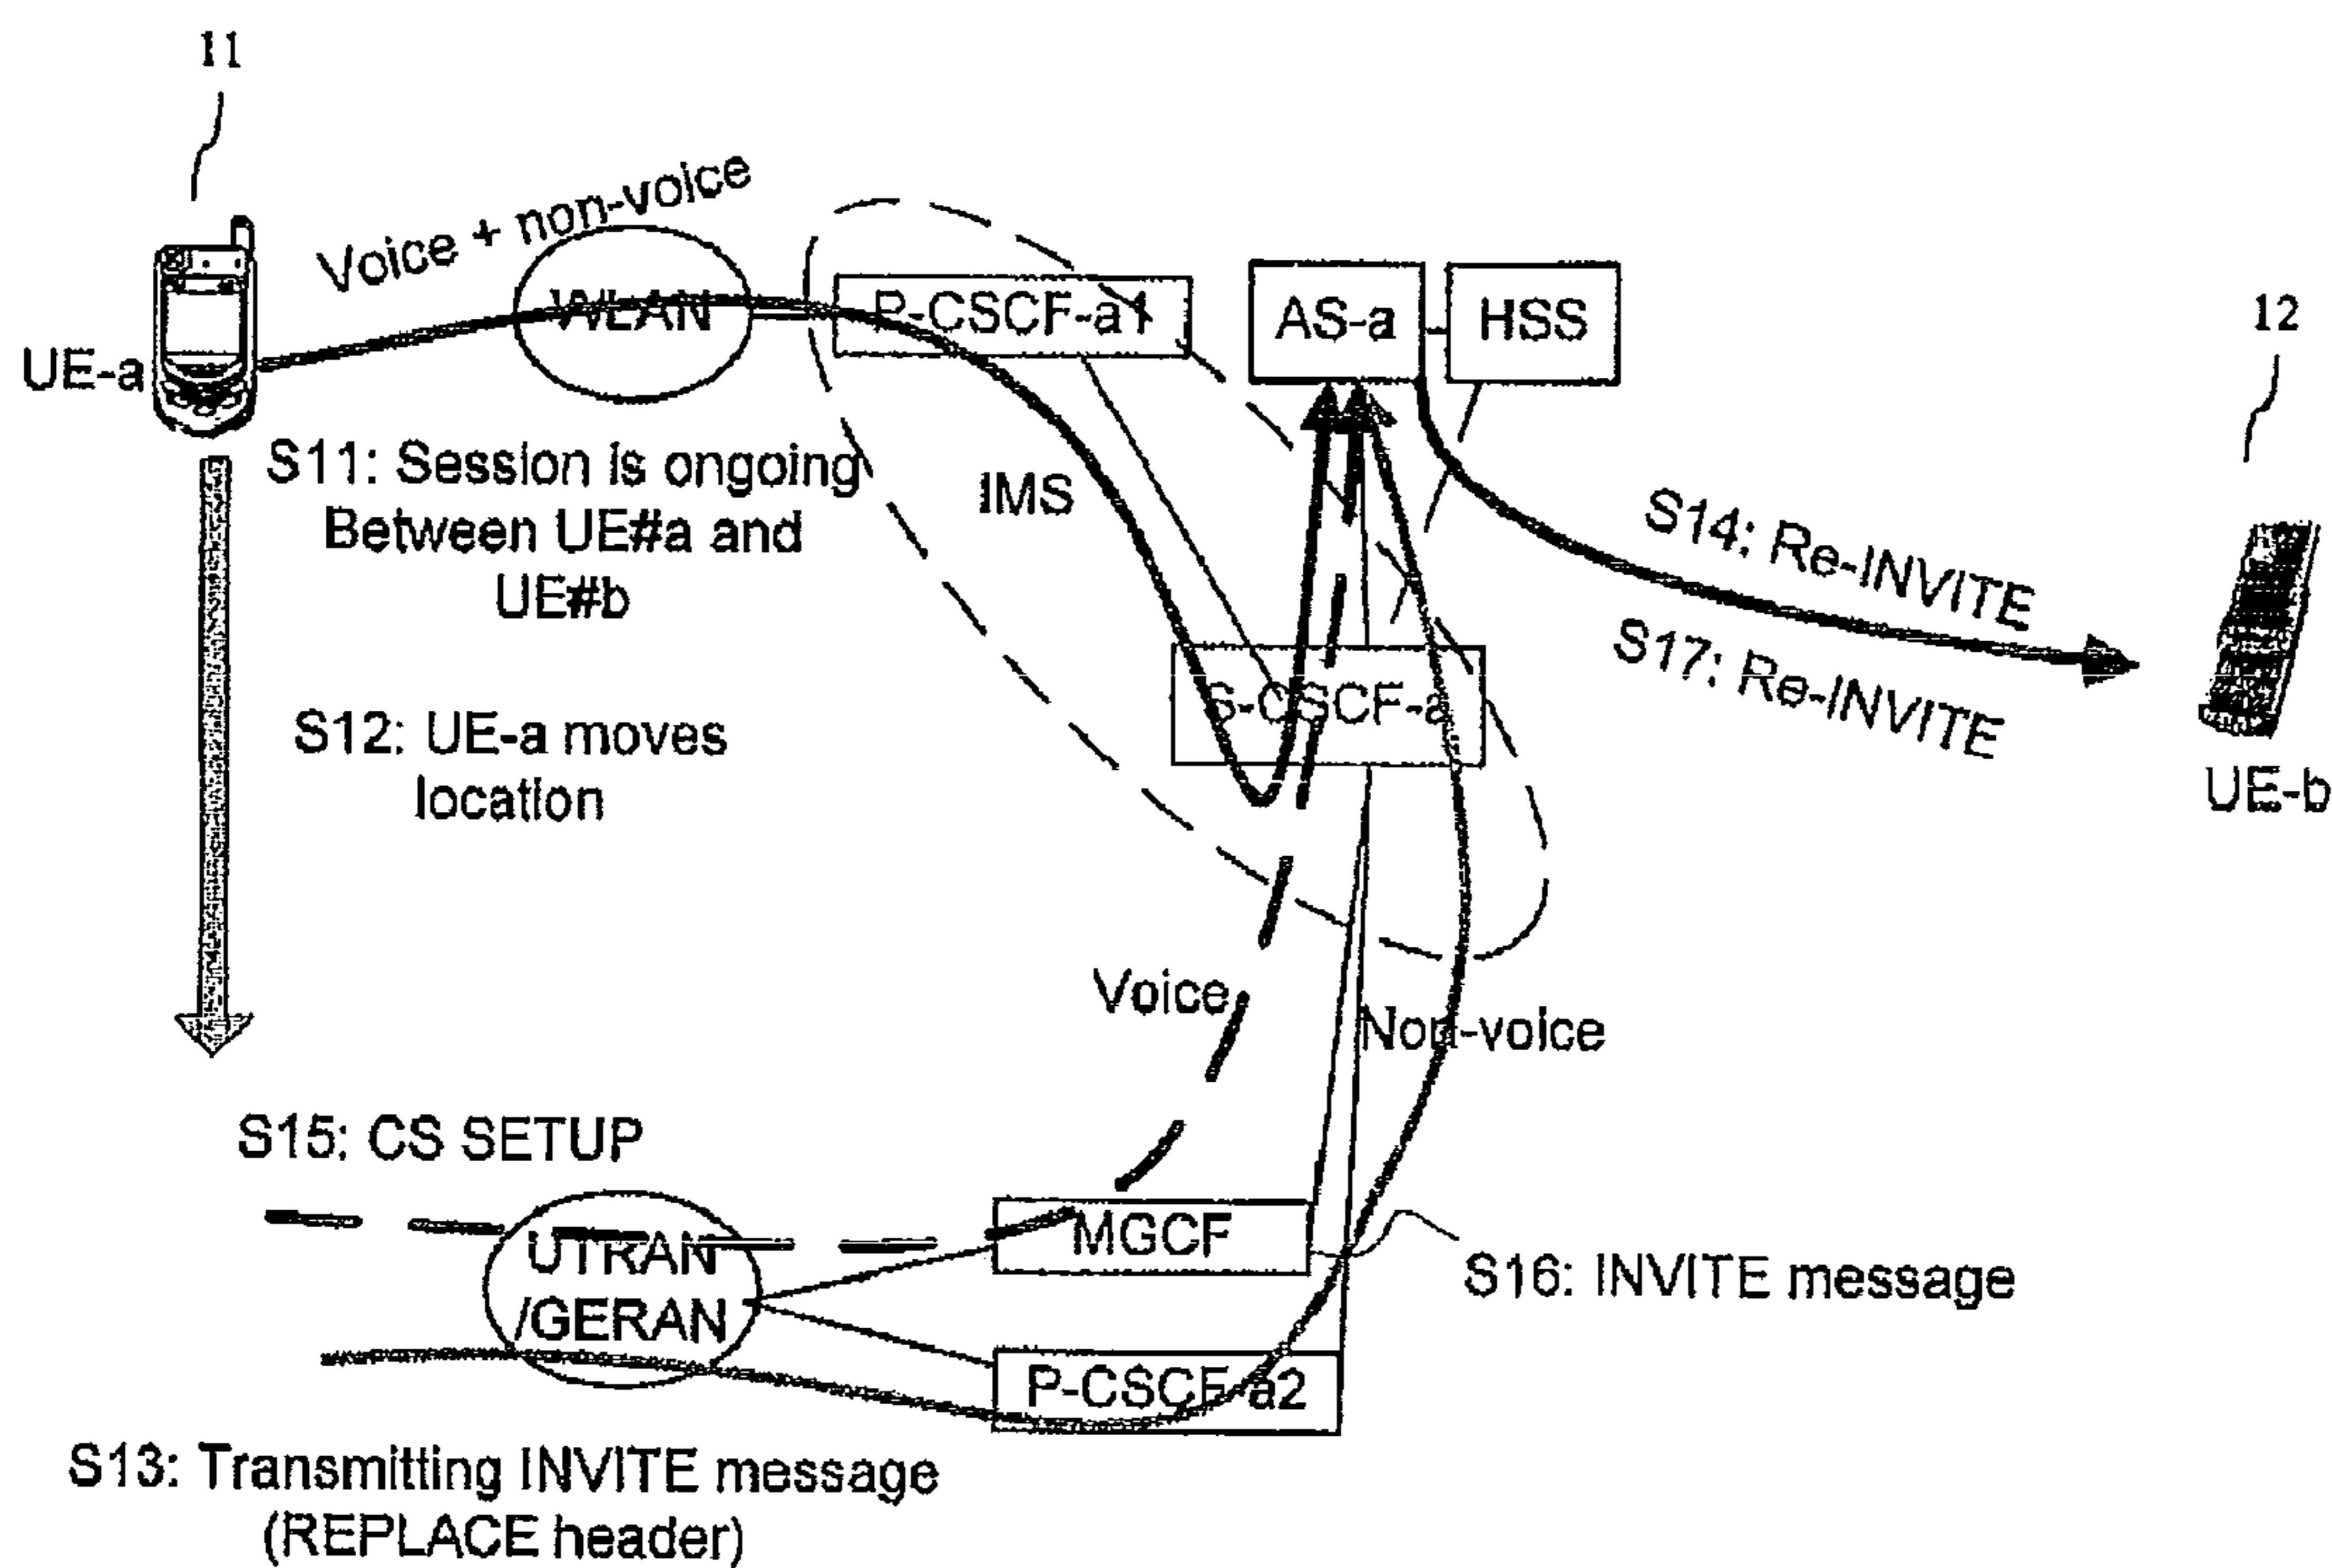 11
Voice + non-voice
WLAN
P-CSCF-a1
AS-a
HSS
12
UE-a
S11: Session is ongoing
Between UE#a and
UE#b
IMS
S14: Re-INVITE
S17: Re-INVITE
S-CSCF-a
UE-b
S12: UE-a moves
location
Voice
Non-voice
S15: CS SETUP
UTRAN
/GERAN
MGCF
S16: INVITE message
P-CSCF-a2
S13: Transmitting INVITE message
(REPLACE header)